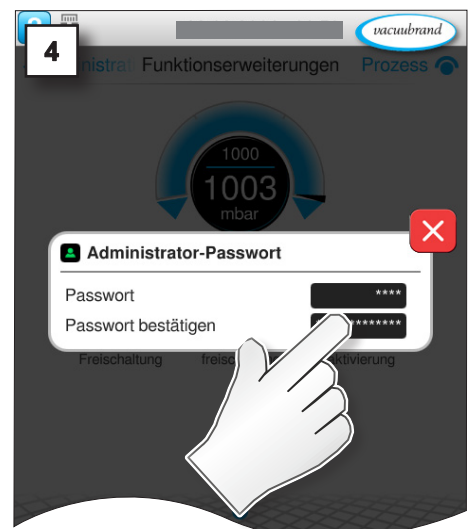 vacuubrand
4
Funktionserweiterungen Prozess
1000
1003
mbar
Administrator-Passwort
Passwort ****
Passwort bestätigen
Freischaltung